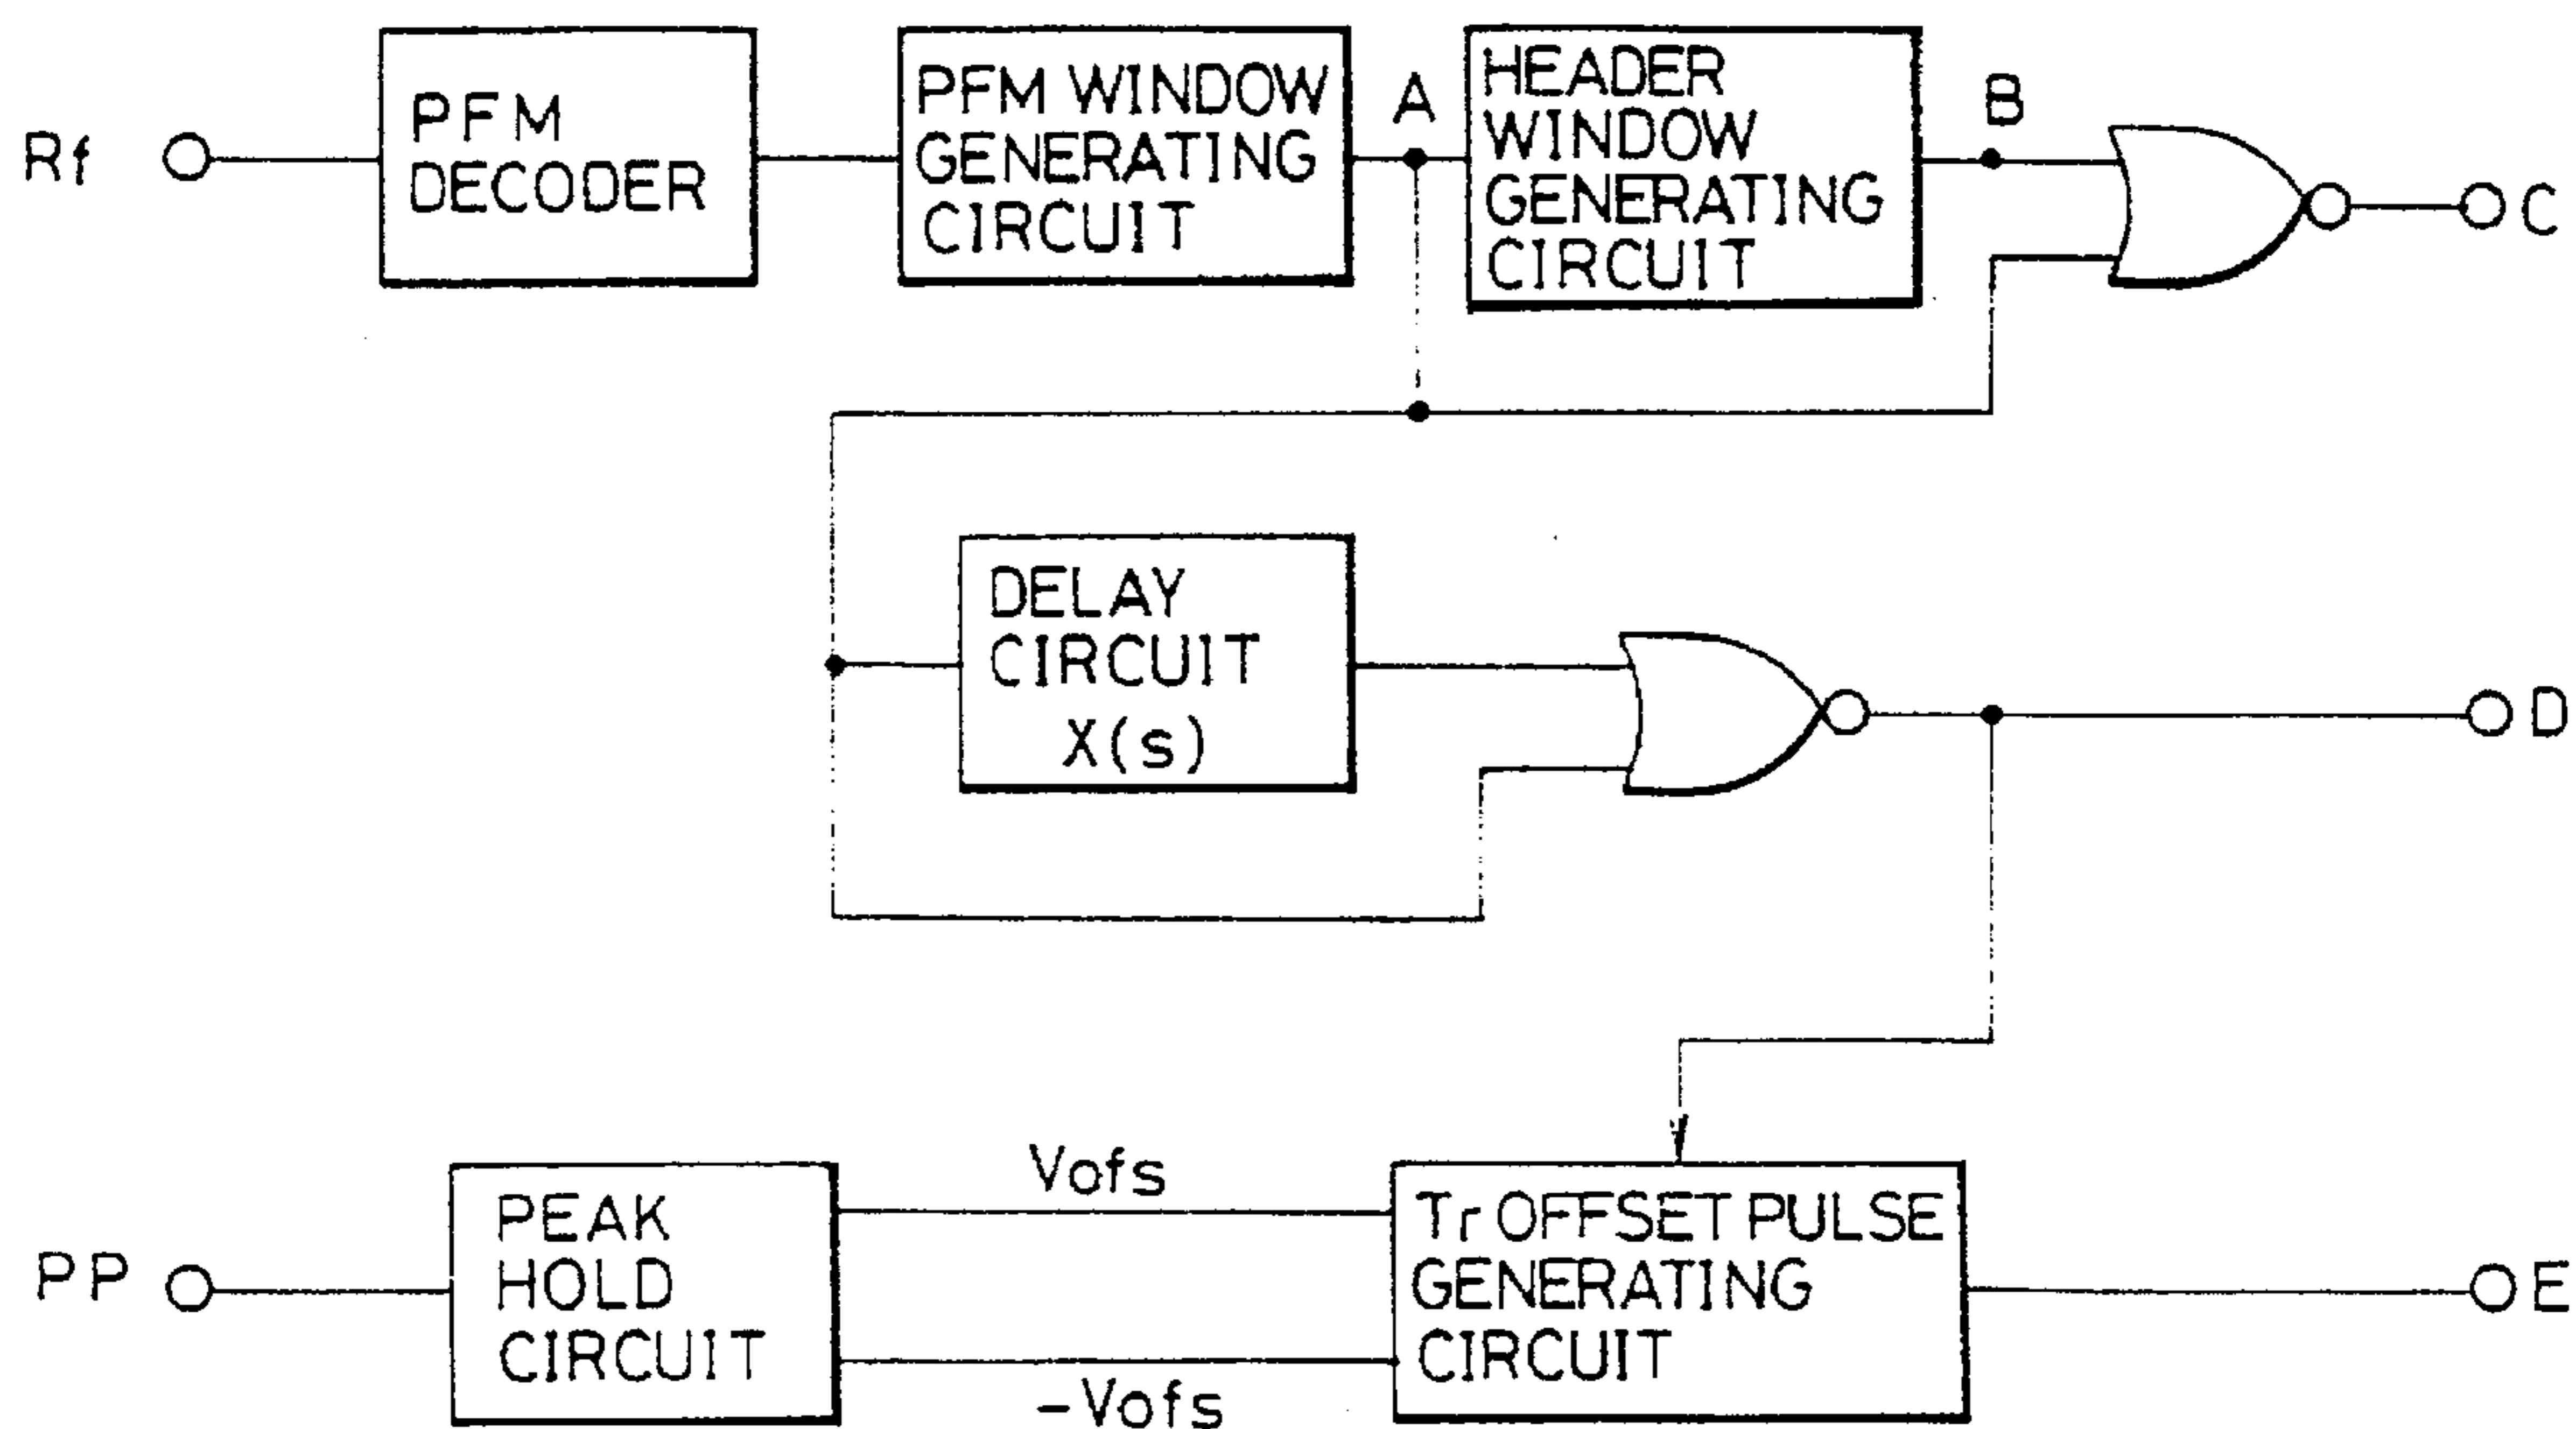 Rf
PFM
DECODER
PFM WINDOW
GENERATING
CIRCUIT
A
HEADER
WINDOW
GENERATING
CIRCUIT
B
C
DELAY
CIRCUIT
X(s)
D
PP
PEAK
HOLD
CIRCUIT
Vofs
-Vofs
Tr OFFSET PULSE
GENERATING
CIRCUIT
E